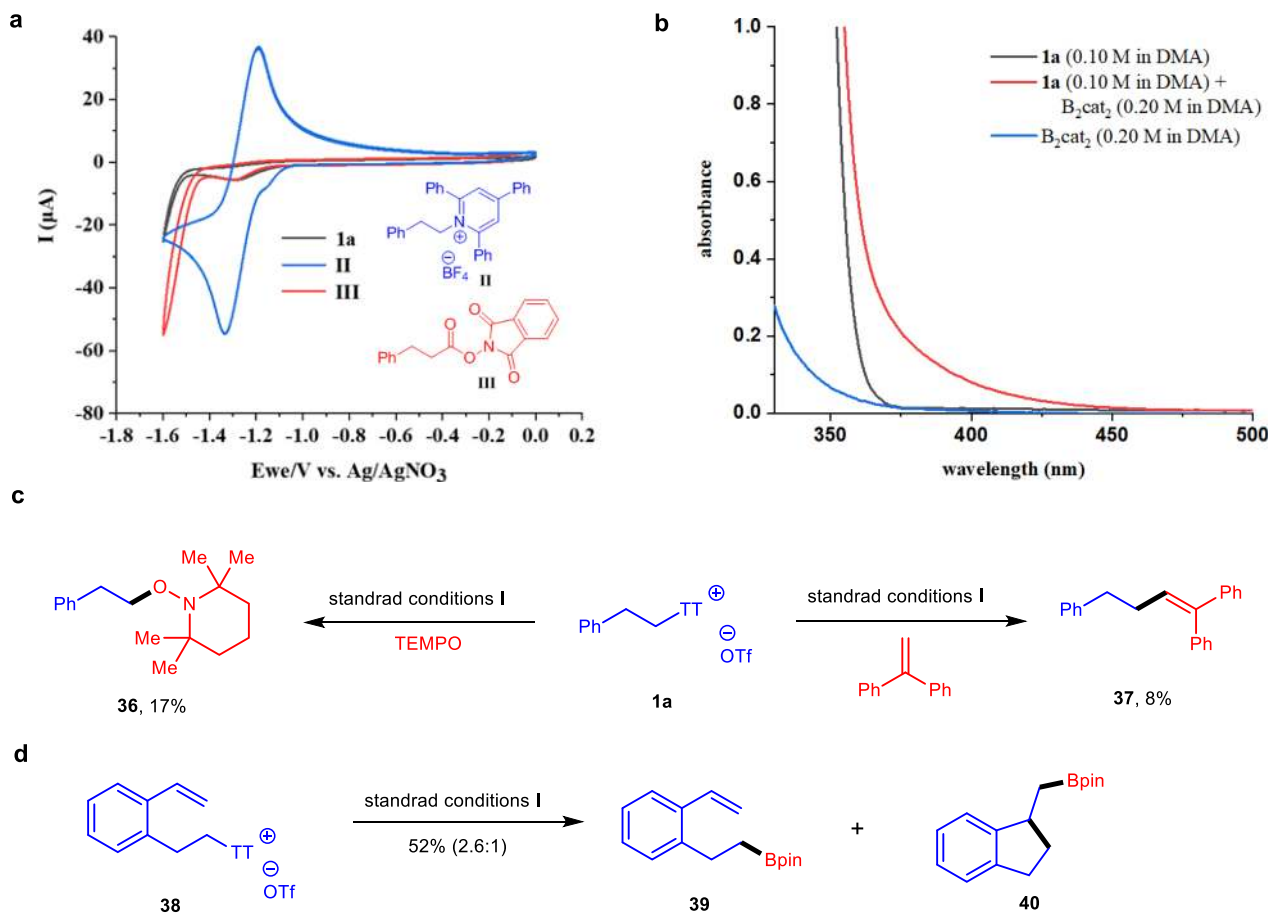 a
40
20
0
-20
-40
-60
-80
I (µA)
-1.8 -1.6 -1.4 -1.2 -1.0 -0.8 -0.6 -0.4 -0.2 0.0 0.2
Ewe/V vs. Ag/AgNO3
1a
II
III
Ph Ph
Ph N
⊕
Ph
⊖
BF4
II
O O
Ph O N
O
III
b
1.0
0.8
0.6
0.4
0.2
0.0
absorbance
350 400 450 500
wavelength (nm)
1a (0.10 M in DMA)
1a (0.10 M in DMA) +
B2cat2 (0.20 M in DMA)
B2cat2 (0.20 M in DMA)
c
Me Me
Ph O N
Me Me
36, 17%
standrad conditions I
TEMPO
Ph TT ⊕
⊖
OTf
1a
standrad conditions I
Ph Ph
Ph Ph
Ph
37, 8%
d
TT ⊕
⊖
OTf
38
standrad conditions I
52% (2.6:1)
Bpin
39
+
Bpin
40